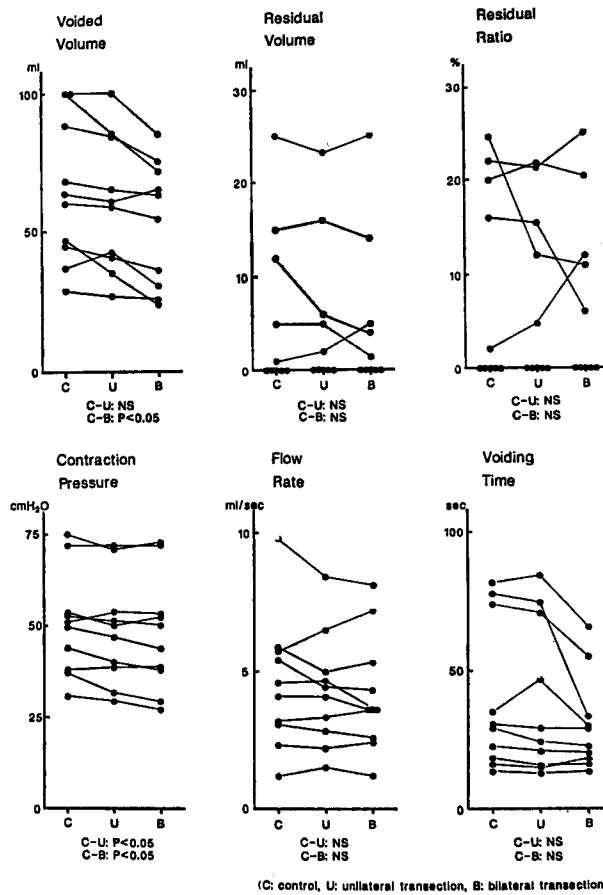 Voided
Volume
ml
100
50
0
C U B
C-U: NS
C-B: P<0.05
Residual
Volume
ml
30
20
10
0
C U B
C-U: NS
C-B: NS
Residual
Ratio
%
30
20
10
0
C U B
C-U: NS
C-B: NS
Contraction
Pressure
cmH₂O
75
50
25
0
C U B
C-U: P<0.05
C-B: P<0.05
Flow
Rate
ml/sec
10
5
0
C U B
C-U: NS
C-B: NS
Voiding
Time
sec
100
50
0
C U B
C-U: NS
C-B: NS
(C: control, U: unilateral transection, B: bilateral transection